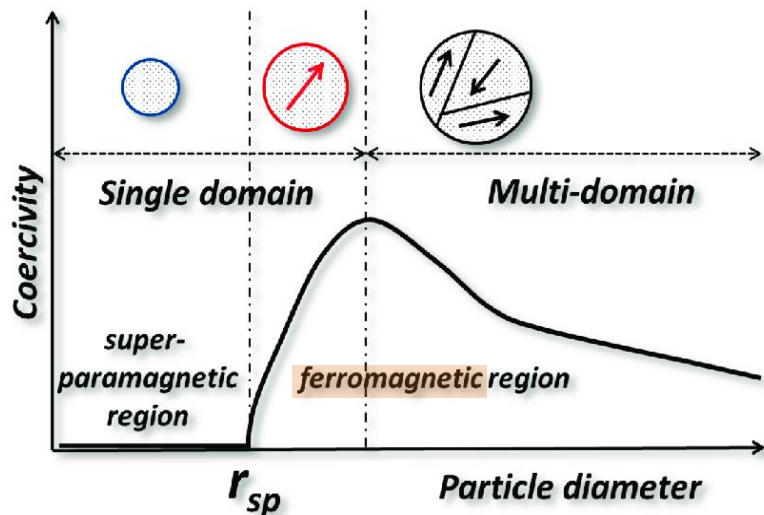 Coercivity
Single domain
Multi-domain
super-
paramagnetic
region
ferromagnetic region
r_sp
Particle diameter